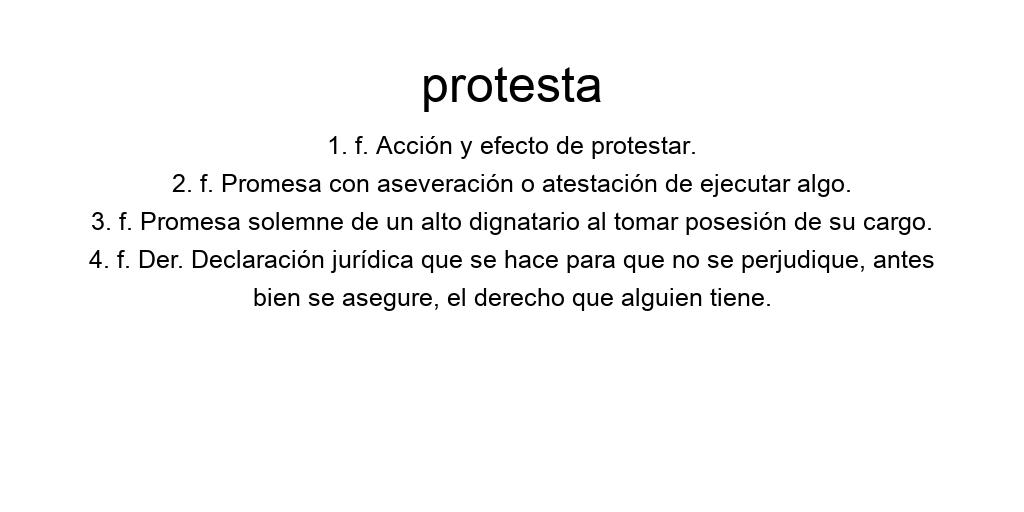 protesta
1. f. Acción y efecto de protestar.
2. f. Promesa con aseveración o atestación de ejecutar algo.
3. f. Promesa solemne de un alto dignatario al tomar posesión de su cargo.
4. f. Der. Declaración jurídica que se hace para que no se perjudique, antes
bien se asegure, el derecho que alguien tiene.